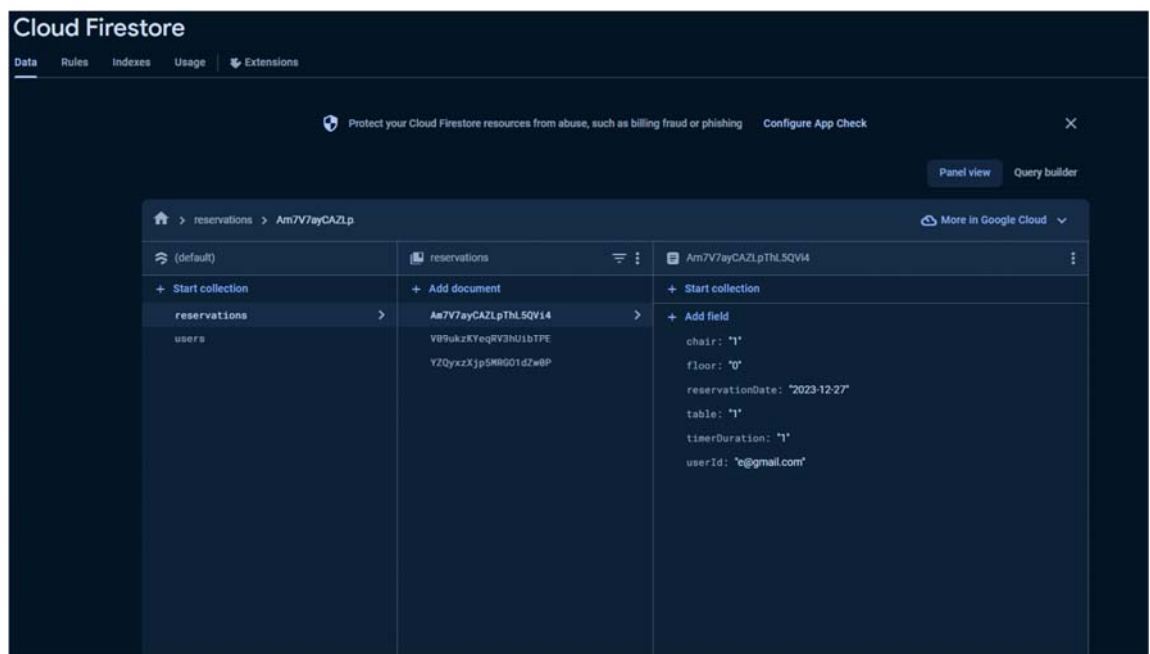 Cloud Firestore
Data Rules Indexes Usage Extensions
Protect your Cloud Firestore resources from abuse, such as billing fraud or phishing Configure App Check
Panel view Query builder
reservations > Am7V7ayCAZLp
More in Google Cloud
(default)
+ Start collection
reservations
users
reservations
+ Add document
Am7V7ayCAZLpThL5QVi4
V09ukzKYeqRV3hUibTPE
YZQyxzXjp5MRGO1dZw0P
Am7V7ayCAZLpThL5QVi4
+ Start collection
+ Add field
chair: "1"
floor: "0"
reservationDate: "2023-12-27"
table: "1"
timerDuration: "1"
userId: "e@gmail.com"